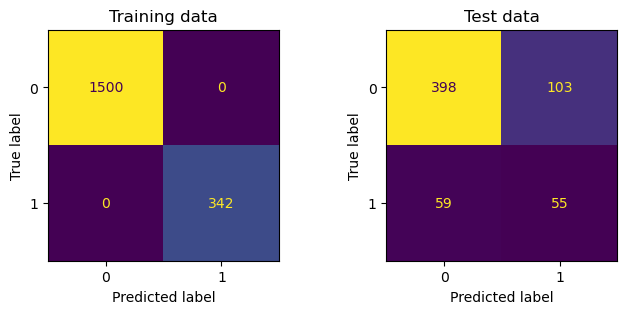 Training data
True label
0
1500
0
1
0
342
0
1
Predicted label
Test data
True label
0
398
103
1
59
55
0
1
Predicted label